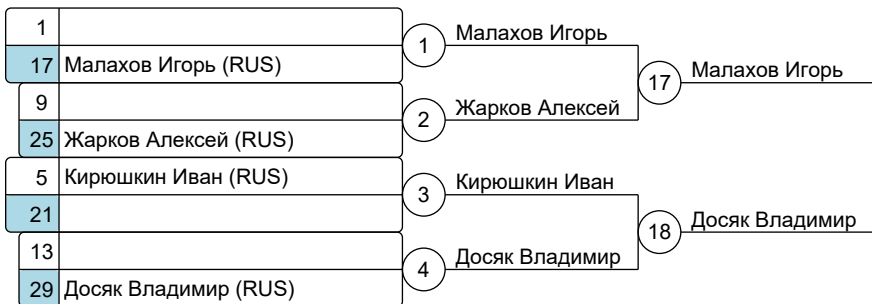 1
17 Малахов Игорь (RUS)
9
25 Жарков Алексей (RUS)
5 Кирюшкин Иван (RUS)
21
13
29 Досяк Владимир (RUS)
1 Малахов Игорь
2 Жарков Алексей
3 Кирюшкин Иван
4 Досяк Владимир
17 Малахов Игорь
18 Досяк Владимир